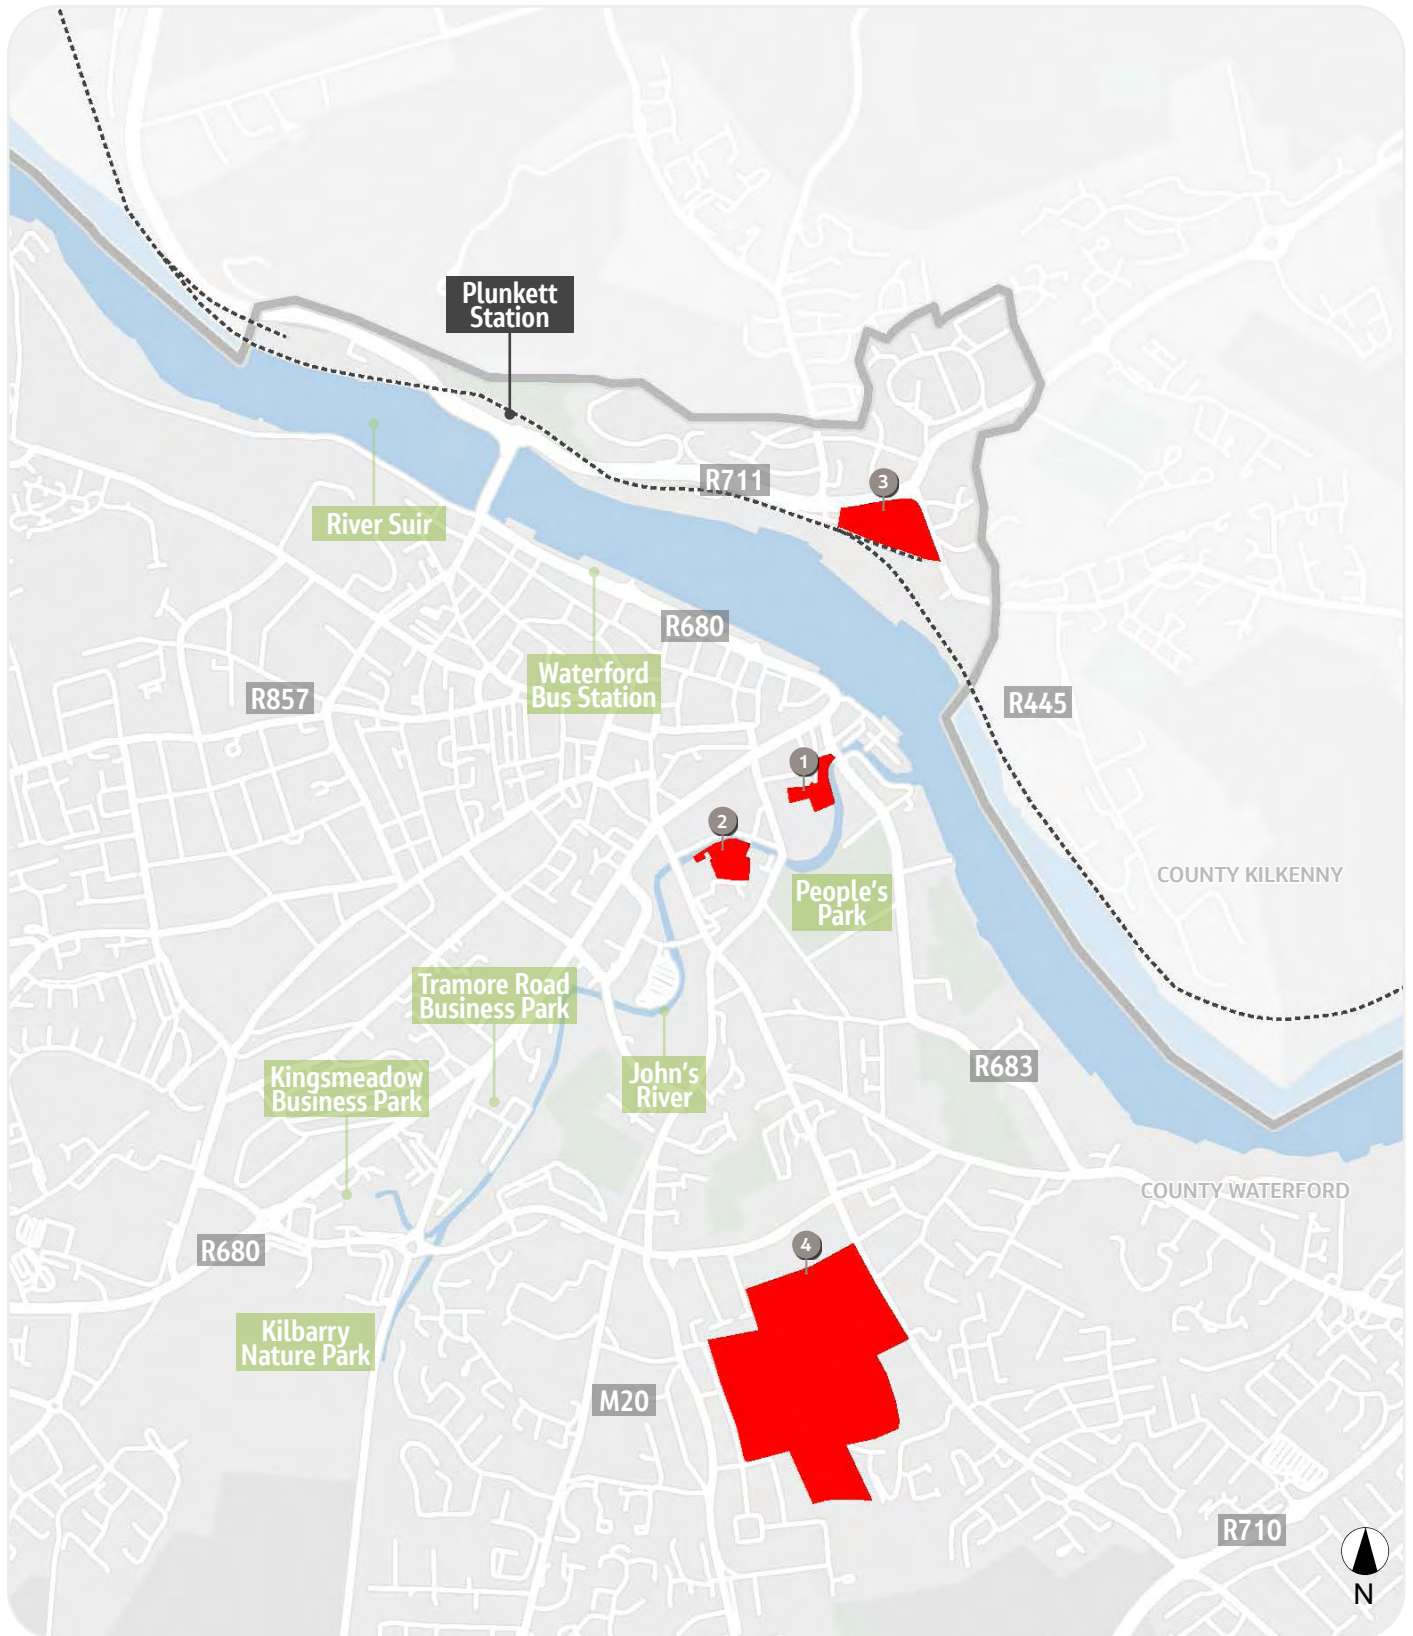 Plunkett
Station
R711
3
River Suir
R680
Waterford
Bus Station
R857
R445
1
2
COUNTY KILKENNY
People's
Park
Tramore Road
Business Park
Kingsmeadow
Business Park
John's
River
R683
COUNTY WATERFORD
R680
4
Kilbarry
Nature Park
M20
R710
N